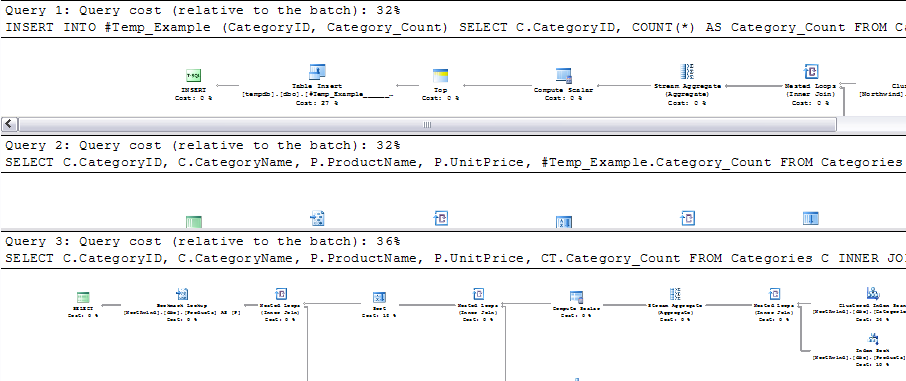 Query 1: Query cost (relative to the batch): 32%
INSERT INTO #Temp_Example (CategoryID, Category_Count) SELECT C.CategoryID, COUNT(*) AS Category_Count FROM Ca
T-SQL
INSERT
Cost: 0 %
Table Insert
[tempdb].[dbo].[#Temp_Example______…
Cost: 27 %
Top
Cost: 0 %
Compute Scalar
Cost: 0 %
Stream Aggregate
(Aggregate)
Cost: 0 %
Nested Loops
(Inner Join)
Cost: 0 %
Clus
[Northwind].
Query 2: Query cost (relative to the batch): 32%
SELECT C.CategoryID, C.CategoryName, P.ProductName, P.UnitPrice, #Temp_Example.Category_Count FROM Categories
Query 3: Query cost (relative to the batch): 36%
SELECT C.CategoryID, C.CategoryName, P.ProductName, P.UnitPrice, CT.Category_Count FROM Categories C INNER JOI
SELECT
Cost: 0 %
Bookmark Lookup
[Northwind].[dbo].[Products] AS [P]
Cost: 0 %
Nested Loops
(Inner Join)
Cost: 0 %
Sort
Nested Loops
(Inner Join)
Cost: 0 %
Compute Scalar
Cost: 0 %
Stream Aggregate
(Aggregate)
Cost: 0 %
Nested Loops
(Inner Join)
Cost: 0 %
Clustered Index Scan
[Northwind].[dbo].[Categorie
Index Seek
[Northwind].[dbo].[Products]
Cost: 10 %